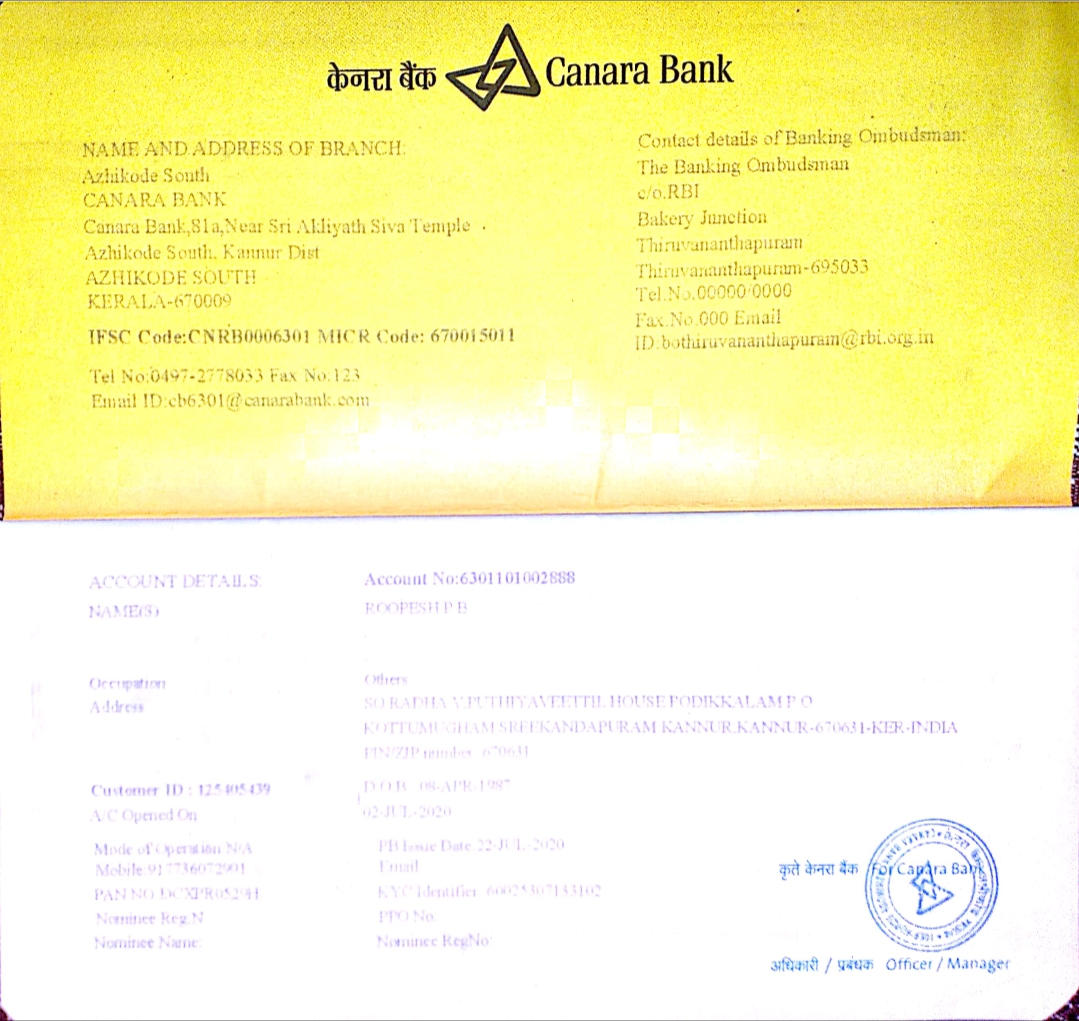 केनरा बैंक Canara Bank
NAME AND ADDRESS OF BRANCH:
Azhikode South
CANARA BANK
Canara Bank,81a,Near Sri Akliyath Siva Temple
Azhikode South, Kannur Dist
AZHIKODE SOUTH
KERALA-670009
IFSC Code:CNRB0006301 MICR Code: 670015011
Tel No:0497-2778033 Fax No:123
Email ID:cb6301@canarabank.com
Contact details of Banking Ombudsman:
The Banking Ombudsman
c/o.RBI
Bakery Junction
Thiruvananthapuram
Thiruvananthapuram-695033
Tel.No.00000/0000
Fax.No.000 Email
ID:bothiruvananthapuram@rbi.org.in
ACCOUNT DETAILS: Account No:6301101002888
NAME(S) ROOPESH P B
Occupation Others
Address SO RADHA V,PUTHIYAVEETTIL HOUSE PODIKKALAM P O
KOTTUMUGHAM SREEKANDAPURAM KANNUR,KANNUR-670631-KER-INDIA
PIN/ZIP number 670631
Customer ID : 125405439 D.O.B 08-APR-1987
A/C Opened On 02-JUL-2020
Mode of Operation N/A PB Issue Date 22-JUL-2020
Mobile:917736072901 Email
PAN NO. KYC Identifier 60025307133102
Nominee Reg.N PPO No:
Nominee Name: Nominee RegNo:
कृते केनरा बैंक For Canara Bank
अधिकारी / प्रबंधक Officer / Manager